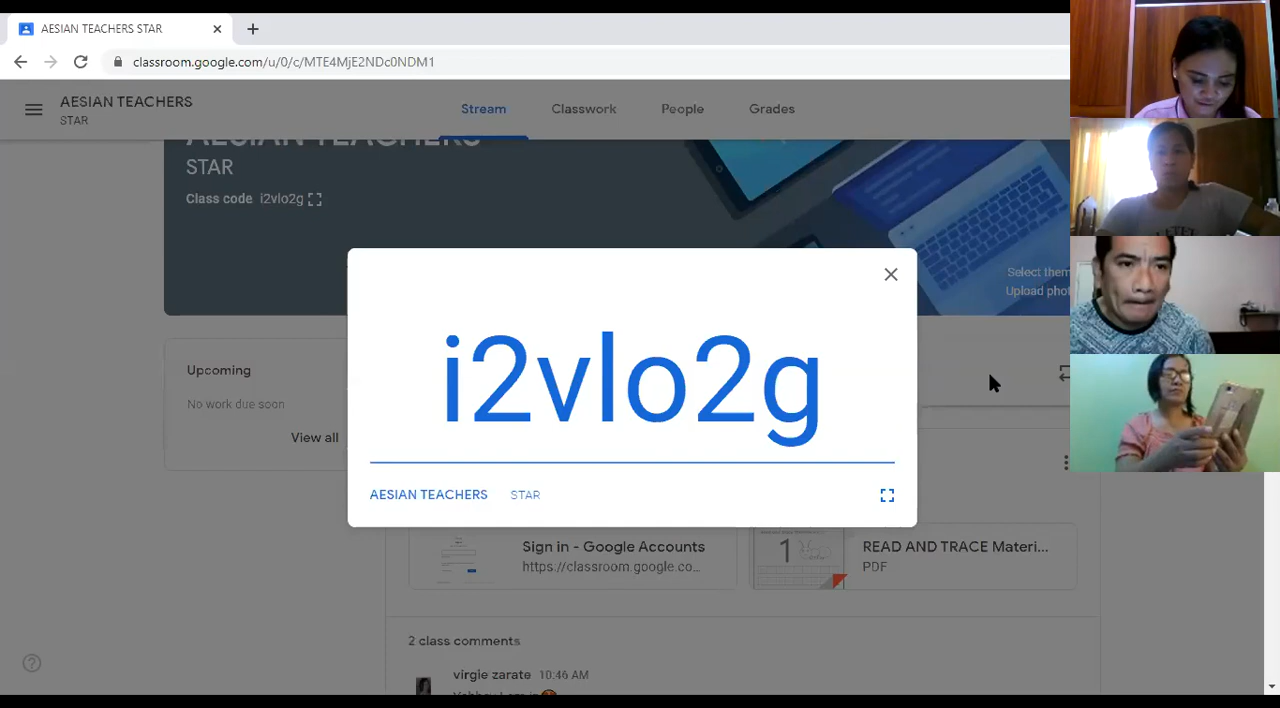 AESIAN TEACHERS STAR
classroom.google.com/u/0/c/MTE4MjE2NDc0NDM1
AESIAN TEACHERS
STAR
Stream
Classwork
People
Grades
AESIAN TEACHERS
STAR
Class code i2vlo2g
Select them
Upload phot
i2vlo2g
AESIAN TEACHERS STAR
Upcoming
No work due soon
View all
Sign in - Google Accounts
https://classroom.google.co...
1
READ AND TRACE Materi...
PDF
2 class comments
virgie zarate 10:46 AM